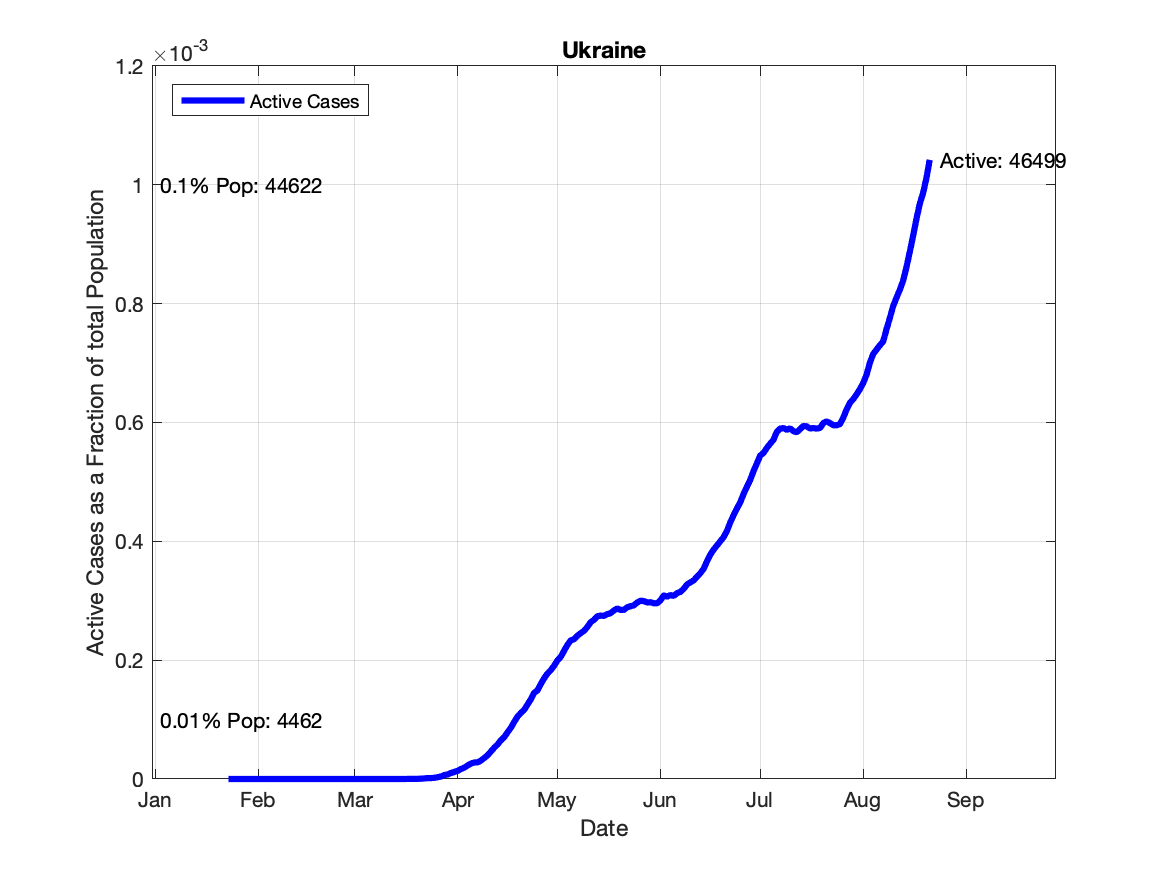 Ukraine
×10-3
1.2
1
0.8
0.6
0.4
0.2
0
Active Cases as a Fraction of total Population
Active Cases
Active: 46499
0.1% Pop: 44622
0.01% Pop: 4462
Jan Feb Mar Apr May Jun Jul Aug Sep
Date